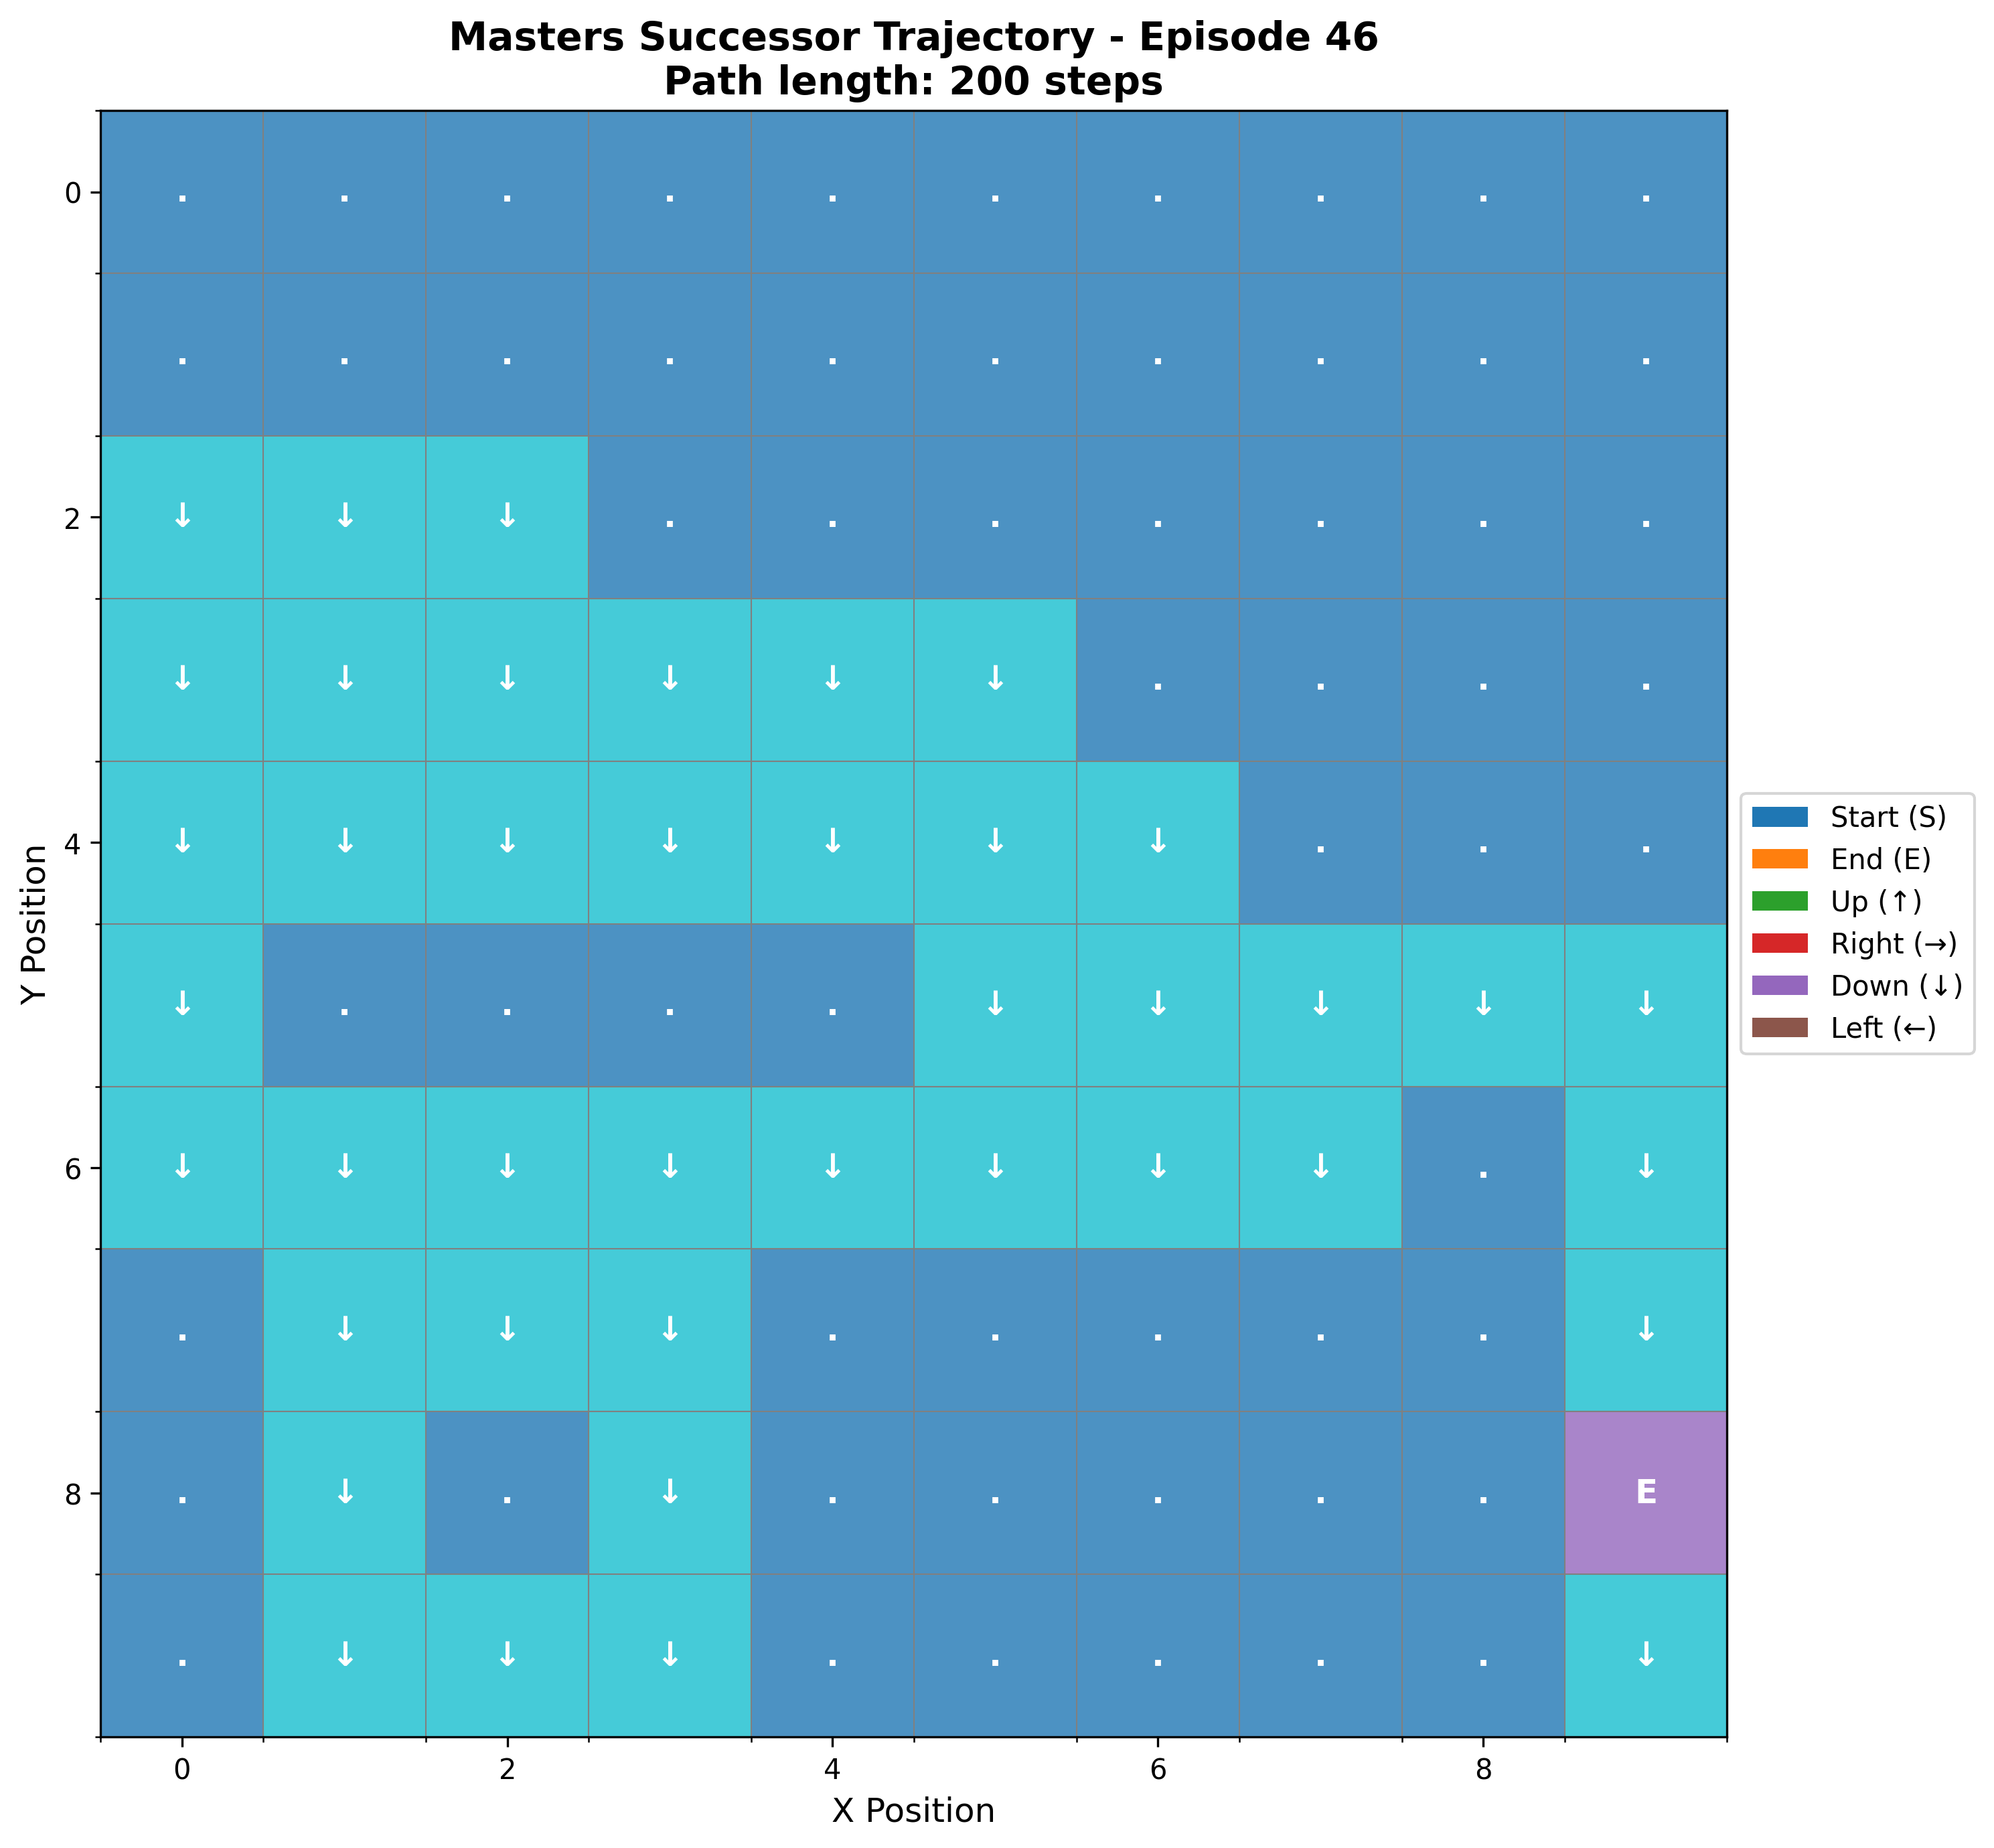 Masters Successor Trajectory - Episode 46
Path length: 200 steps
0 . . . . . . . . . .
. . . . . . . . . .
2 ↓ ↓ ↓ . . . . . . .
↓ ↓ ↓ ↓ ↓ ↓ . . . .
4 ↓ ↓ ↓ ↓ ↓ ↓ ↓ . . .
↓ . . . . ↓ ↓ ↓ ↓ ↓
6 ↓ ↓ ↓ ↓ ↓ ↓ ↓ ↓ . ↓
. ↓ ↓ ↓ . . . . . ↓
8 . ↓ . ↓ . . . . . E
. ↓ ↓ ↓ . . . . . ↓
0 2 4 6 8
X Position
Y Position
Start (S)
End (E)
Up (↑)
Right (→)
Down (↓)
Left (←)